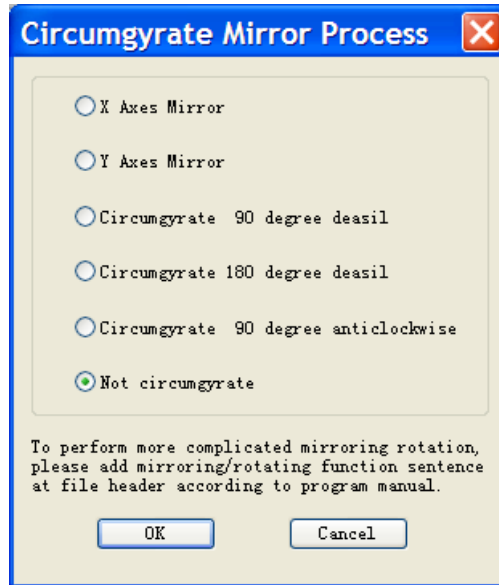 Circumgyrate Mirror Process
X Axes Mirror
Y Axes Mirror
Circumgyrate  90 degree deasil
Circumgyrate 180 degree deasil
Circumgyrate  90 degree anticlockwise
Not circumgyrate
To perform more complicated mirroring rotation,
please add mirroring/rotating function sentence
at file header according to program manual.
OK
Cancel